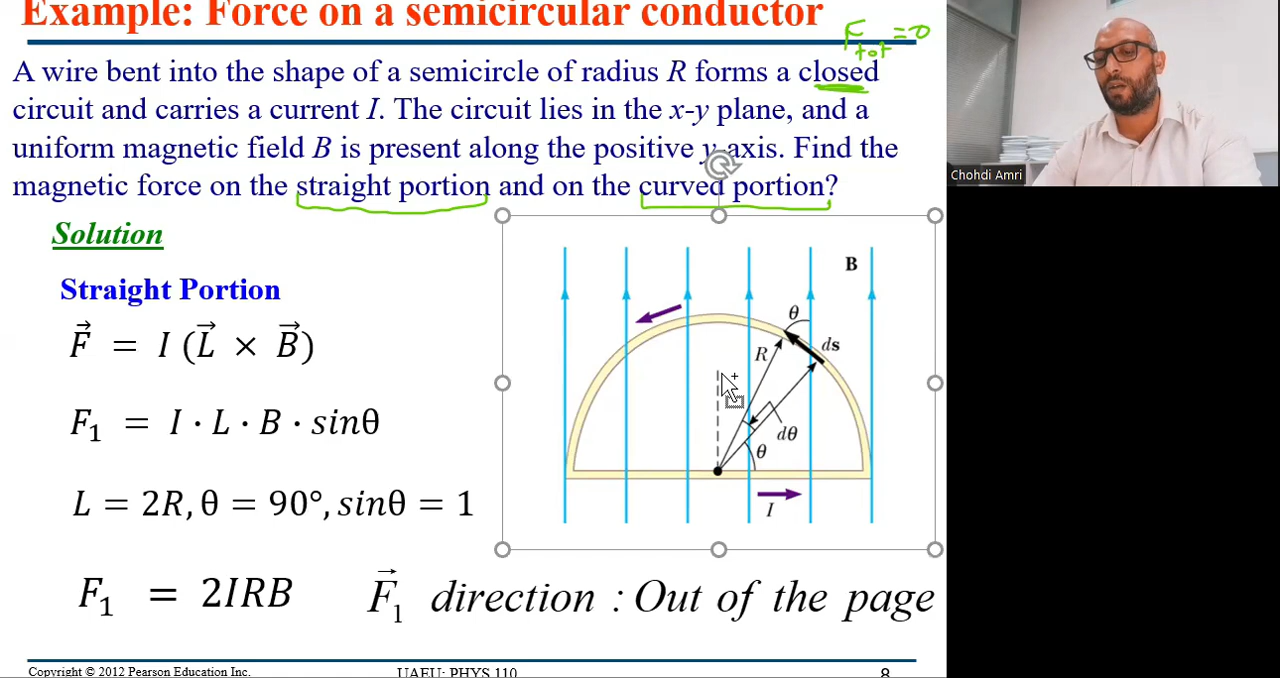 Example: Force on a semicircular conductor
F tot = 0
A wire bent into the shape of a semicircle of radius R forms a closed
circuit and carries a current I. The circuit lies in the x-y plane, and a
uniform magnetic field B is present along the positive y-axis. Find the
magnetic force on the straight portion and on the curved portion?
Chohdi Amri
Solution
Straight Portion
F⃗ = I (L⃗ × B⃗)
F₁ = I · L · B · sinθ
L = 2R, θ = 90°, sinθ = 1
F₁ = 2IRB F⃗₁ direction : Out of the page
B
θ
ds
R
dθ
θ
I
Copyright © 2012 Pearson Education Inc. UAEU: PHYS 110 8